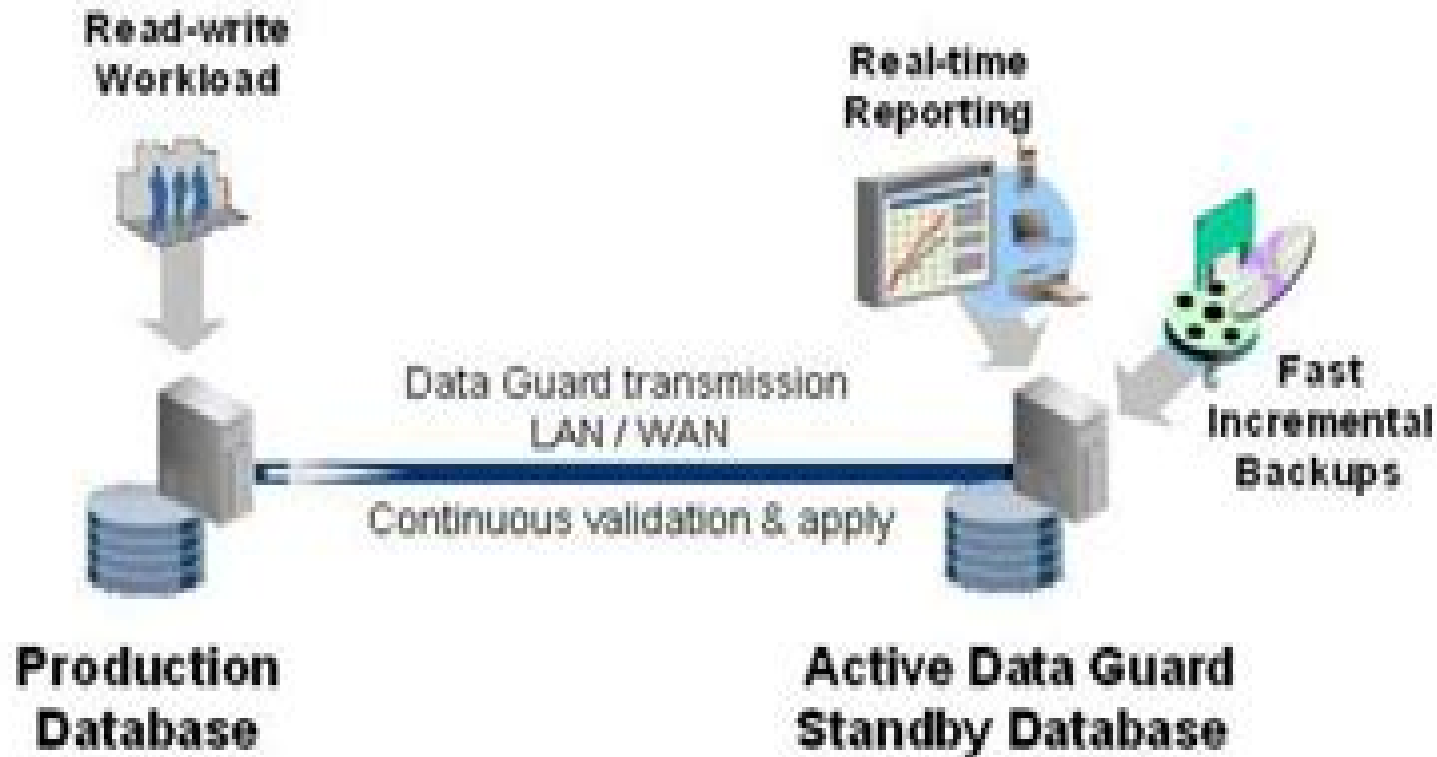 Read-write
Workload
Real-time
Reporting
Data Guard transmission
LAN / WAN
Continuous validation & apply
Fast
Incremental
Backups
Production
Database
Active Data Guard
Standby Database